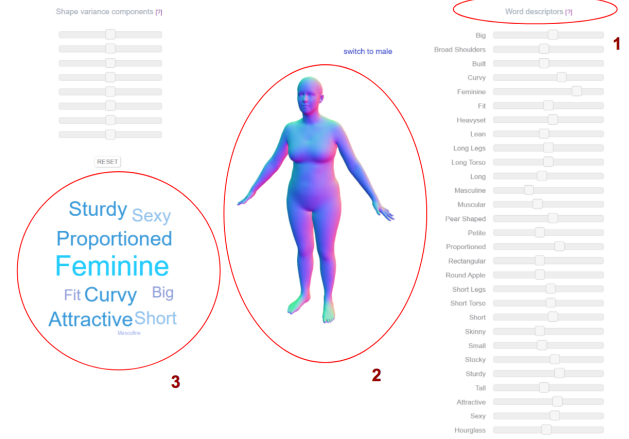 Shape variance components [?]
RESET
Sturdy Sexy
Proportioned
Feminine
Fit Curvy Big
Attractive Short
Masculine
3
switch to male
2
Word descriptors [?]
1
Big
Broad Shoulders
Built
Curvy
Feminine
Fit
Heavyset
Lean
Long Legs
Long Torso
Long
Masculine
Muscular
Pear Shaped
Petite
Proportioned
Rectangular
Round Apple
Short Legs
Short Torso
Short
Skinny
Small
Stocky
Sturdy
Tall
Attractive
Sexy
Hourglass